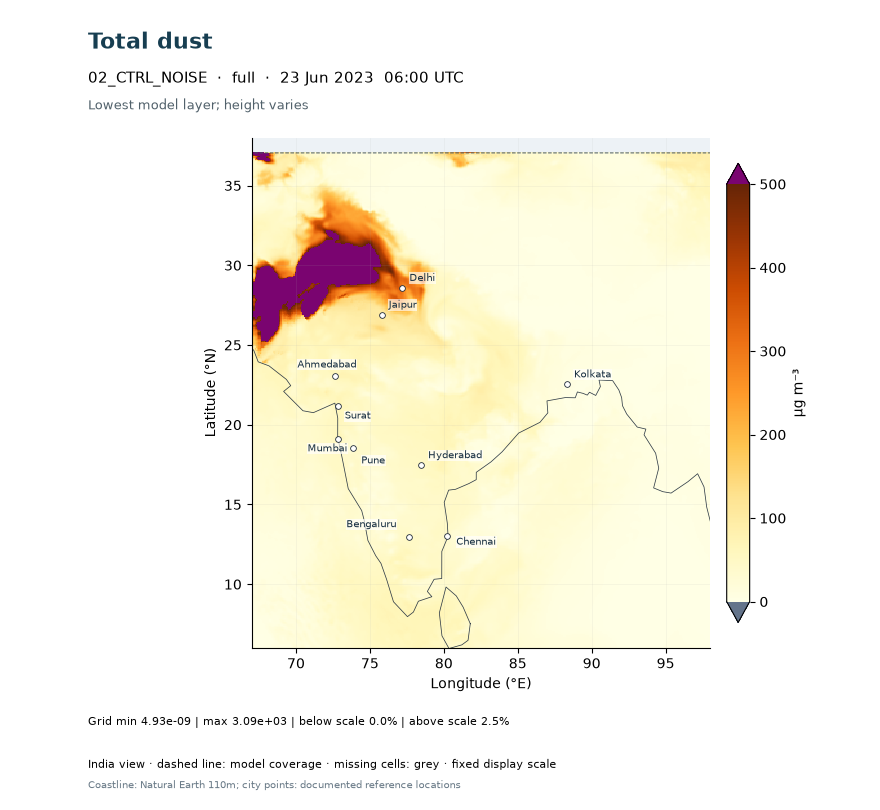 Total dust
02_CTRL_NOISE · full · 23 Jun 2023 06:00 UTC
Lowest model layer; height varies
35
30
25
20
15
10
Latitude (°N)
Delhi
Jaipur
Ahmedabad
Surat
Mumbai
Pune
Hyderabad
Kolkata
Bengaluru
Chennai
70 75 80 85 90 95
Longitude (°E)
500
400
300
200
100
0
µg m⁻³
Grid min 4.93e-09 | max 3.09e+03 | below scale 0.0% | above scale 2.5%
India view · dashed line: model coverage · missing cells: grey · fixed display scale
Coastline: Natural Earth 110m; city points: documented reference locations